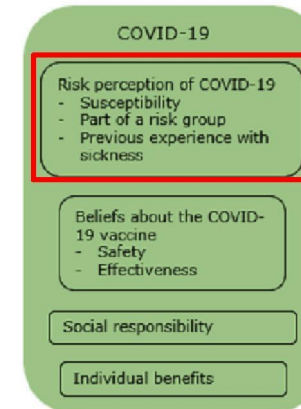 COVID-19
Risk perception of COVID-19
- Susceptibility
- Part of a risk group
- Previous experience with
sickness
Beliefs about the COVID-
19 vaccine
- Safety
- Effectiveness
Social responsibility
Individual benefits